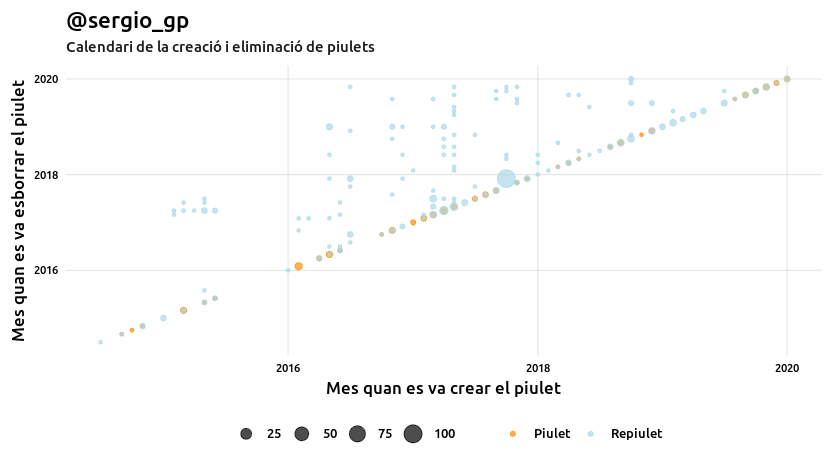 @sergio_gp
Calendari de la creació i eliminació de piulets
Mes quan es va esborrar el piulet
2020
2018
2016
2016 2018 2020
Mes quan es va crear el piulet
25 50 75 100 Piulet Repiulet